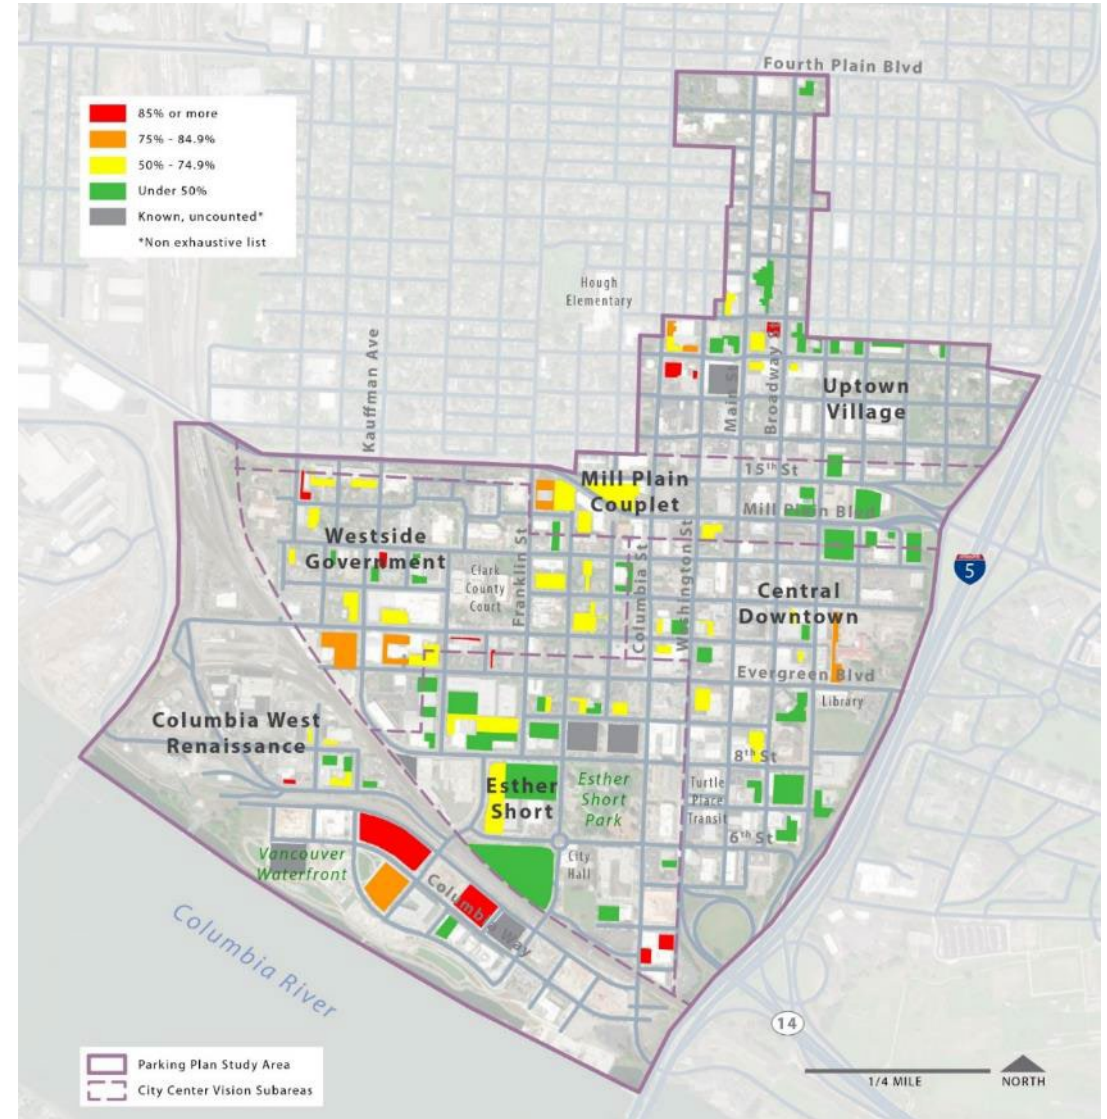 Fourth Plain Blvd
85% or more
75% - 84.9%
50% - 74.9%
Under 50%
Known, uncounted*
*Non exhaustive list
Hough
Elementary
Kauffman Ave
Main St
Broadway St
Uptown
Village
15th St
Mill Plain
Couplet
Mill Plain Blvd
Westside
Government
Franklin St
Clark
County
Court
Columbia St
Washington St
Central
Downtown
5
Evergreen Blvd
Library
Columbia West
Renaissance
8th St
Esther
Short
Esther
Short
Park
Turtle
Place
Transit
6th St
City
Hall
Vancouver
Waterfront
Columbia Way
Columbia River
14
Parking Plan Study Area
City Center Vision Subareas
1/4 MILE
NORTH